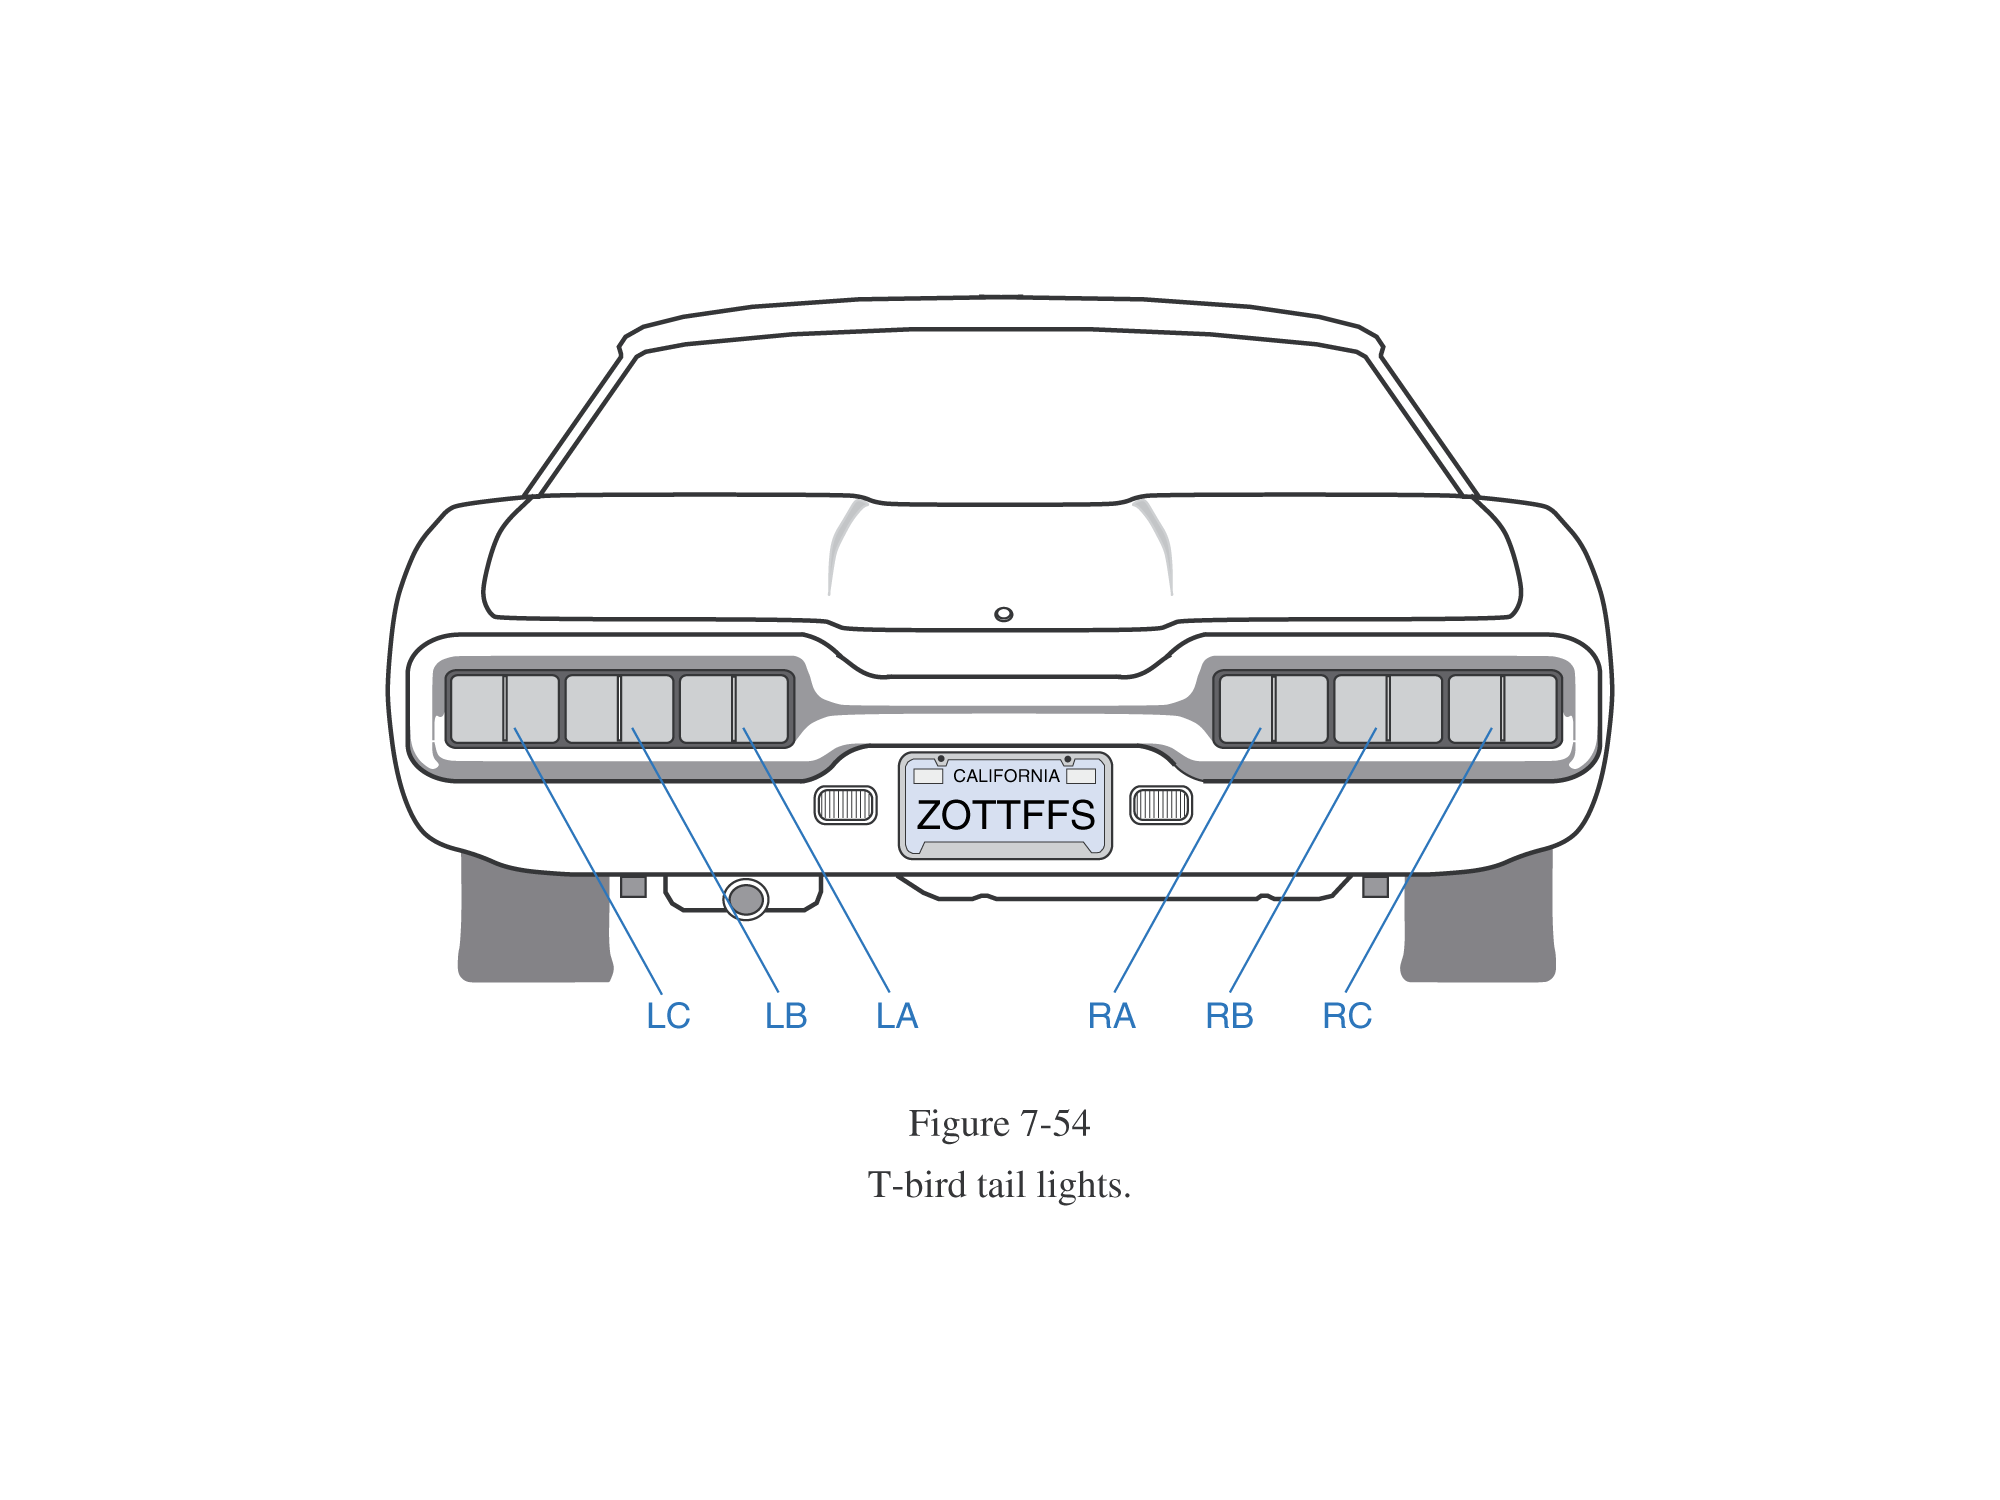 CALIFORNIA
ZOTTFFS
LC LB LA RA RB RC
Figure 7-54
T-bird tail lights.